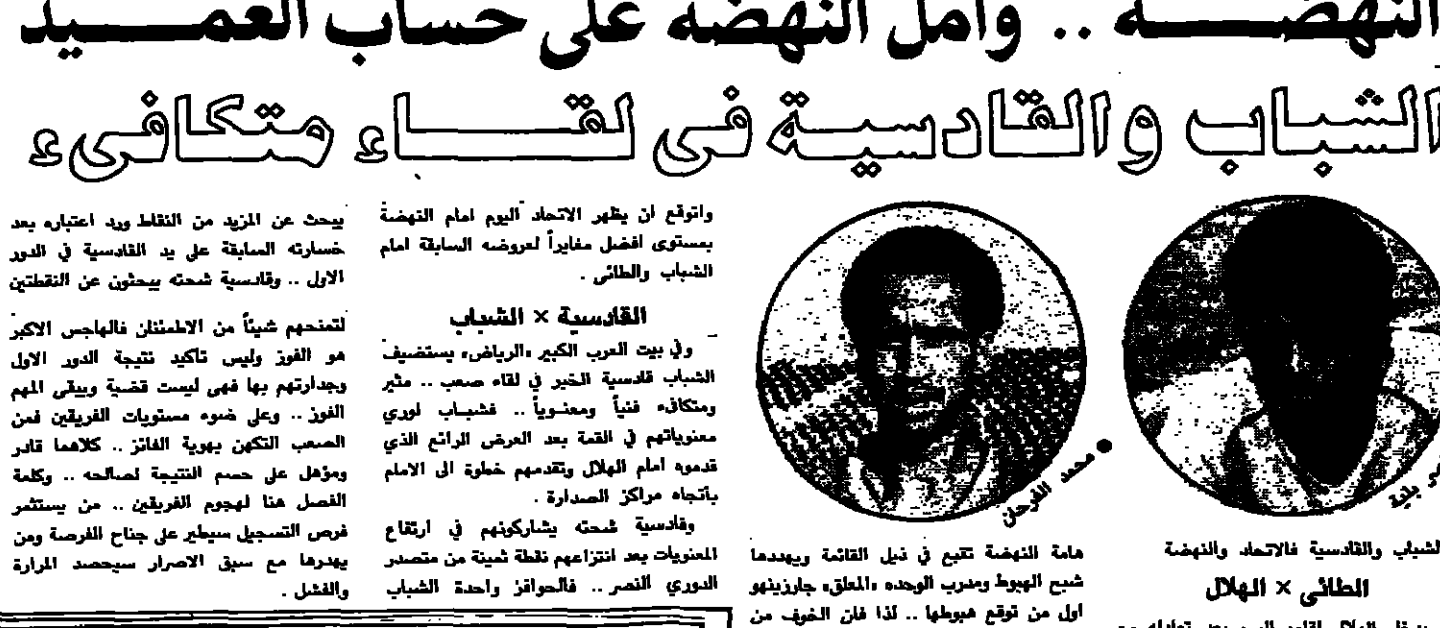 النهضـــة .. وأمل النهضة على حساب العمـــيد
الشباب والقادسية فى لقـــاء متكافىء
محمد الفرحان
الشباب والقادسية فالاتحاد والنهضة
الطائى × الهلال
هامة النهضة تقبع في ذيل القائمة ويهددها
شبح الهبوط ومدرب الوحده «المعلق» جارزينهو
اول من توقع هبوطها .. لذا فان الخوف من
واتوقع ان يظهر الاتحاد اليوم امام النهضة
بمستوى افضل مغايراً لعروضه السابقة امام
الشباب والطائى .
القادسية × الشباب
وفي بيت العرب الكبير «الرياض» يستضيف
الشباب قادسية الخبر في لقاء صعب .. مثير
ومتكافىء فنياً ومعنوياً .. فشباب لوري
معنوياتهم في القمة بعد العرض الرائع الذي
قدموه امام الهلال وتقدمهم خطوة الى الامام
بأتجاه مراكز الصدارة .
وقادسية شحته يشاركونهم في ارتفاع
المعنويات بعد انتزاعهم نقطة ثمينة من متصدر
الدوري النصر .. فالحوافز واحدة الشباب
يبحث عن المزيد من النقاط ورد اعتباره بعد
خسارته السابقة على يد القادسية في الدور
الاول .. وقادسية شحته يبحثون عن النقطتين
لتمنحهم شيئاً من الاطمئنان فالهاجس الاكبر
هو الفوز وليس تأكيد نتيجة الدور الاول
وجدارتهم بها فهي ليست قضية ويبقى المهم
الفوز .. وعلى ضوء مستويات الفريقين فمن
الصعب التكهن بهوية الفائز .. كلاهما قادر
ومؤهل على حسم النتيجة لصالحه .. وكلمة
الفصل هنا لهجوم الفريقين .. من يستثمر
فرص التسجيل سيطير على جناح الفرصة ومن
يهدرها مع سبق الاصرار سيحصد المرارة
والفشل .